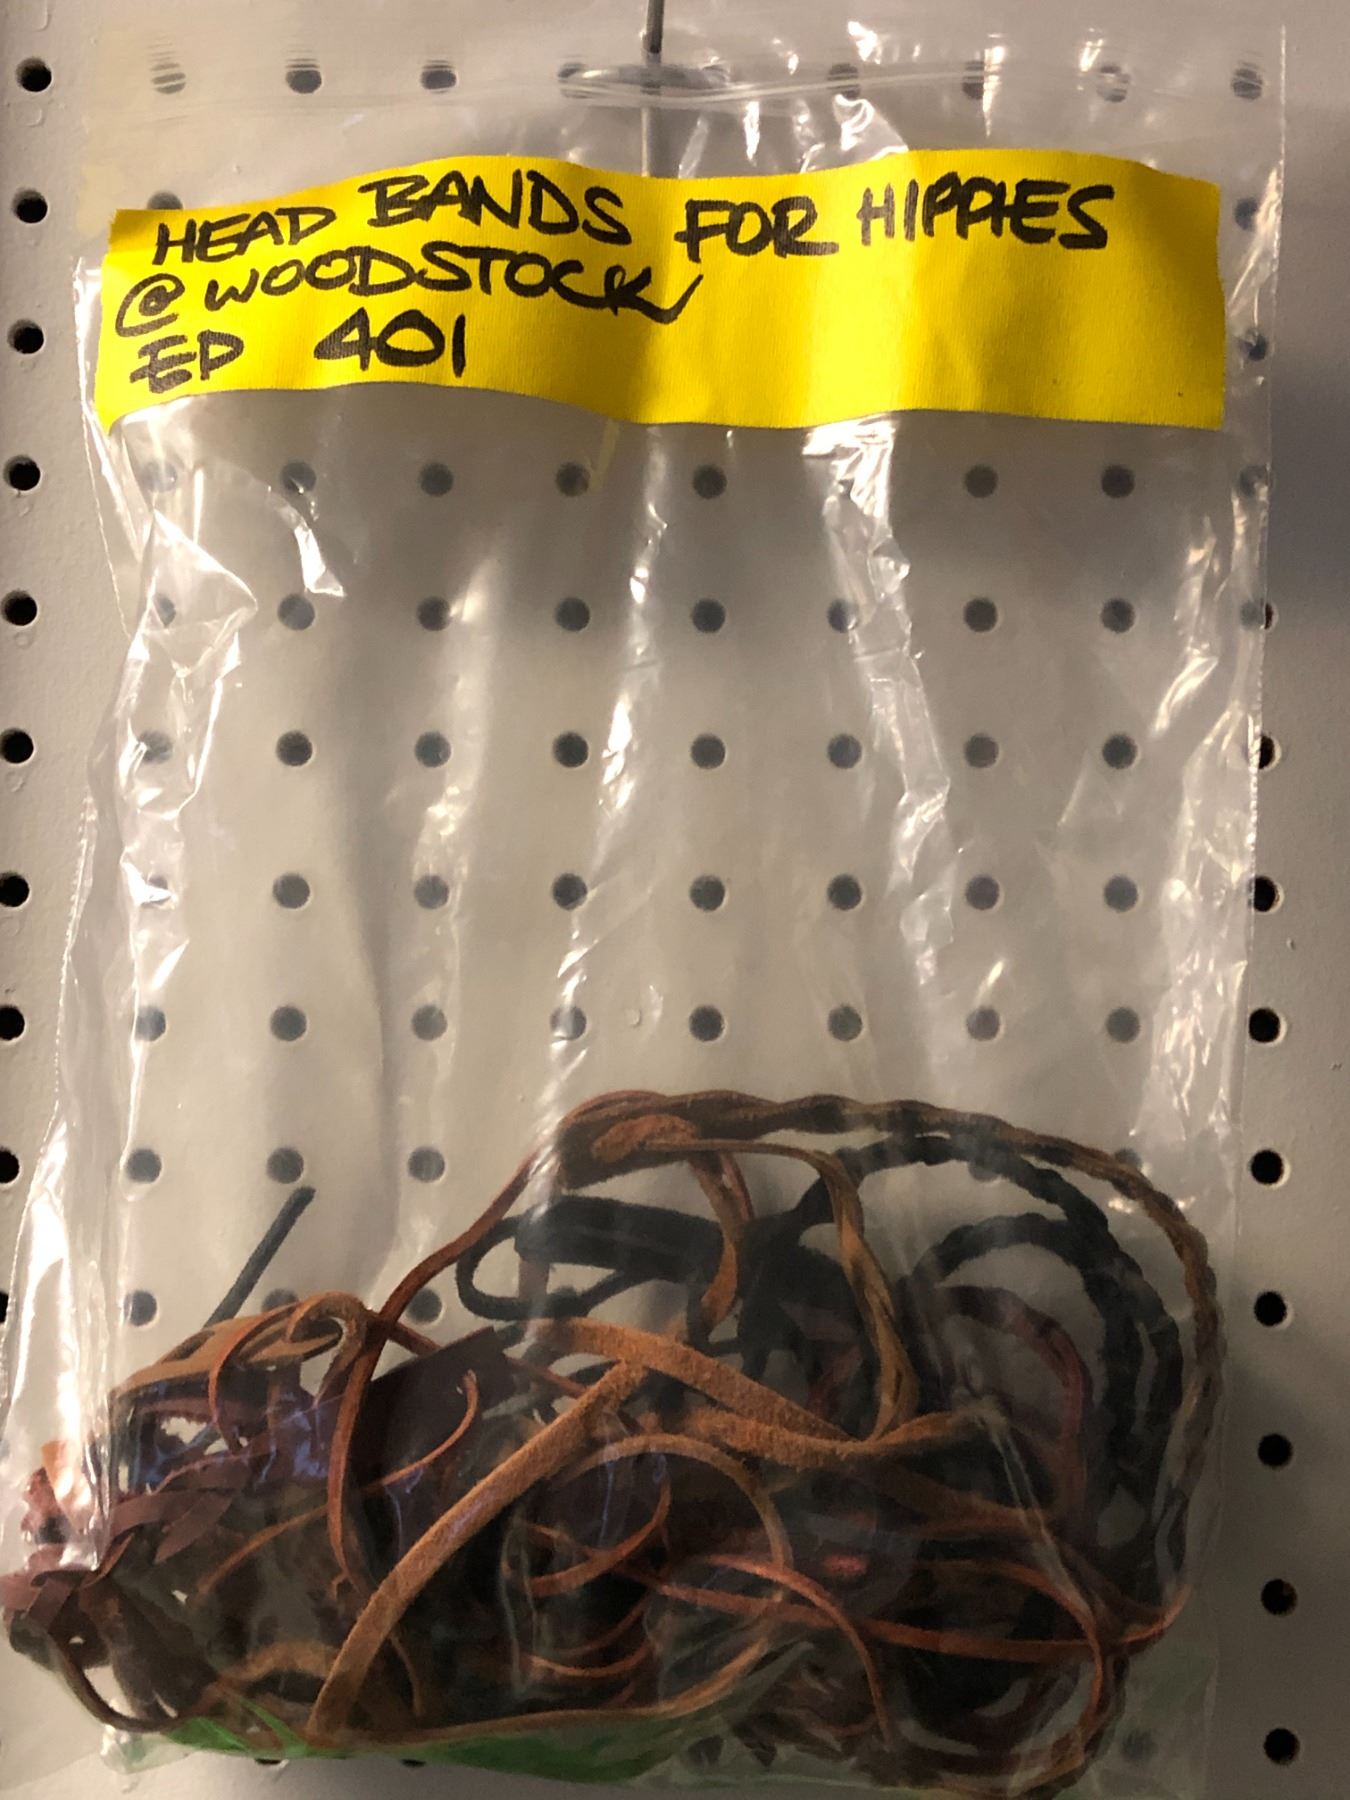 HEAD BANDS FOR HIPPIES
@ WOODSTOCK
EP 401